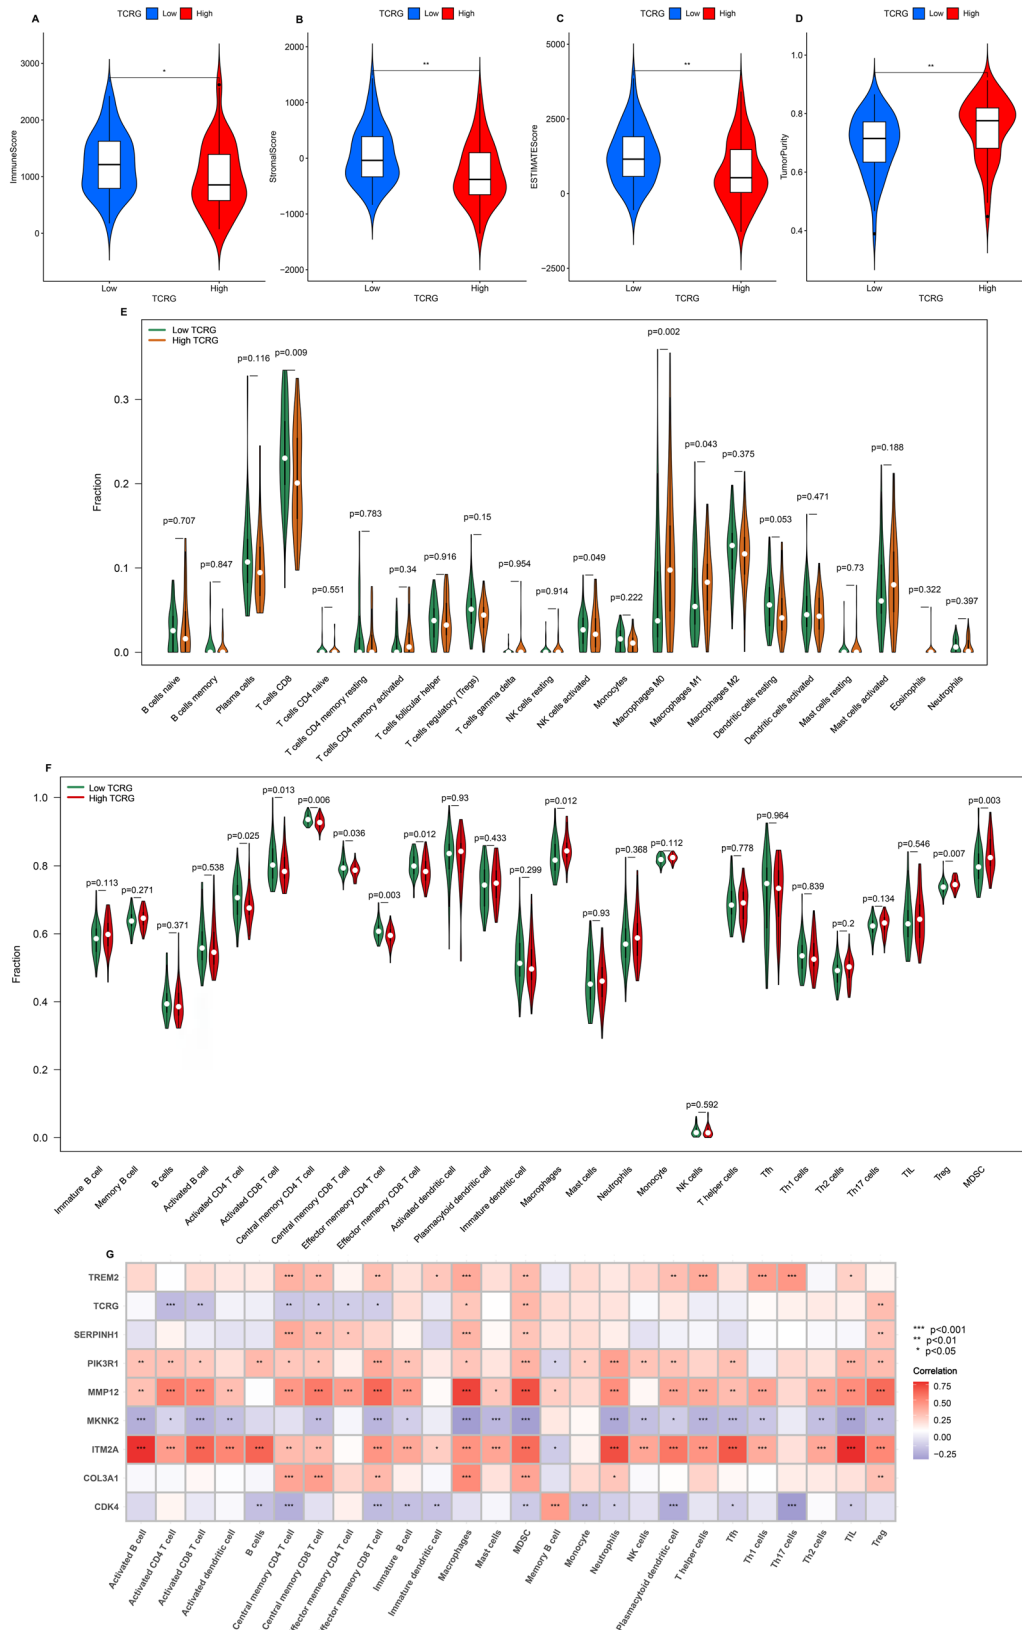 A TCRG Low High
B TCRG Low High
C TCRG Low High
D TCRG Low High
ImmuneScore
3000
2000
1000
0
*
Low High
TCRG
StromalScore
2000
1000
0
−1000
−2000
**
Low High
TCRG
ESTIMATEScore
5000
2500
0
−2500
**
Low High
TCRG
TumorPurity
1.0
0.8
0.6
0.4
**
Low High
TCRG
E
Low TCRG
High TCRG
Fraction
0.3
0.2
0.1
0.0
p=0.707
p=0.847
p=0.116
p=0.009
p=0.551
p=0.783
p=0.34
p=0.916
p=0.15
p=0.954
p=0.914
p=0.049
p=0.222
p=0.002
p=0.043
p=0.375
p=0.053
p=0.471
p=0.73
p=0.188
p=0.322
p=0.397
B cells naive
B cells memory
Plasma cells
T cells CD8
T cells CD4 naive
T cells CD4 memory resting
T cells CD4 memory activated
T cells follicular helper
T cells regulatory (Tregs)
T cells gamma delta
NK cells resting
NK cells activated
Monocytes
Macrophages M0
Macrophages M1
Macrophages M2
Dendritic cells resting
Dendritic cells activated
Mast cells resting
Mast cells activated
Eosinophils
Neutrophils
F
Low TCRG
High TCRG
Fraction
1.0
0.8
0.6
0.4
0.2
0.0
p=0.113
p=0.271
p=0.371
p=0.538
p=0.025
p=0.013
p=0.006
p=0.036
p=0.003
p=0.012
p=0.93
p=0.433
p=0.299
p=0.012
p=0.93
p=0.368
p=0.112
p=0.592
p=0.778
p=0.964
p=0.839
p=0.2
p=0.134
p=0.546
p=0.007
p=0.003
Immature B cell
Memory B cell
B cells
Activated B cell
Activated CD4 T cell
Activated CD8 T cell
Central memory CD4 T cell
Central memory CD8 T cell
Effector memeory CD4 T cell
Effector memeory CD8 T cell
Activated dendritic cell
Plasmacytoid dendritic cell
Immature dendritic cell
Macrophages
Mast cells
Neutrophils
Monocyte
NK cells
T helper cells
Tfh
Th1 cells
Th2 cells
Th17 cells
TIL
Treg
MDSC
G
TREM2 *** ** ** * *** ** ** *** *** *** *
TCRG *** ** ** * * * * ** **
SERPINH1 *** ** * *** ** **
PIK3R1 ** ** * ** * * *** ** * *** * * *** ** ** ** *** **
MMP12 ** *** *** ** *** *** *** *** *** *** * *** * *** *** *** ** *** *** *** ***
MKNK2 *** * *** ** ** *** * *** *** *** *** ** * *** *** ** ** *** **
ITM2A *** *** *** *** *** ** ** *** *** * *** *** *** * *** *** *** *** *** *** *** *** ***
COL3A1 *** *** ** *** *** * **
CDK4 ** *** *** ** ** ** *** ** * *** * *** *
*** p<0.001
** p<0.01
* p<0.05
Correlation
0.75
0.50
0.25
0.00
−0.25
Activated B cell
Activated CD4 T cell
Activated CD8 T cell
Activated dendritic cell
B cells
Central memory CD4 T cell
Central memory CD8 T cell
ffector memeory CD4 T cell
ffector memeory CD8 T cell
Immature B cell
Immature dendritic cell
Macrophages
Mast cells
MDSC
Memory B cell
Monocyte
Neutrophils
NK cells
Plasmacytoid dendritic cell
T helper cells
Tfh
Th1 cells
Th17 cells
Th2 cells
TIL
Treg